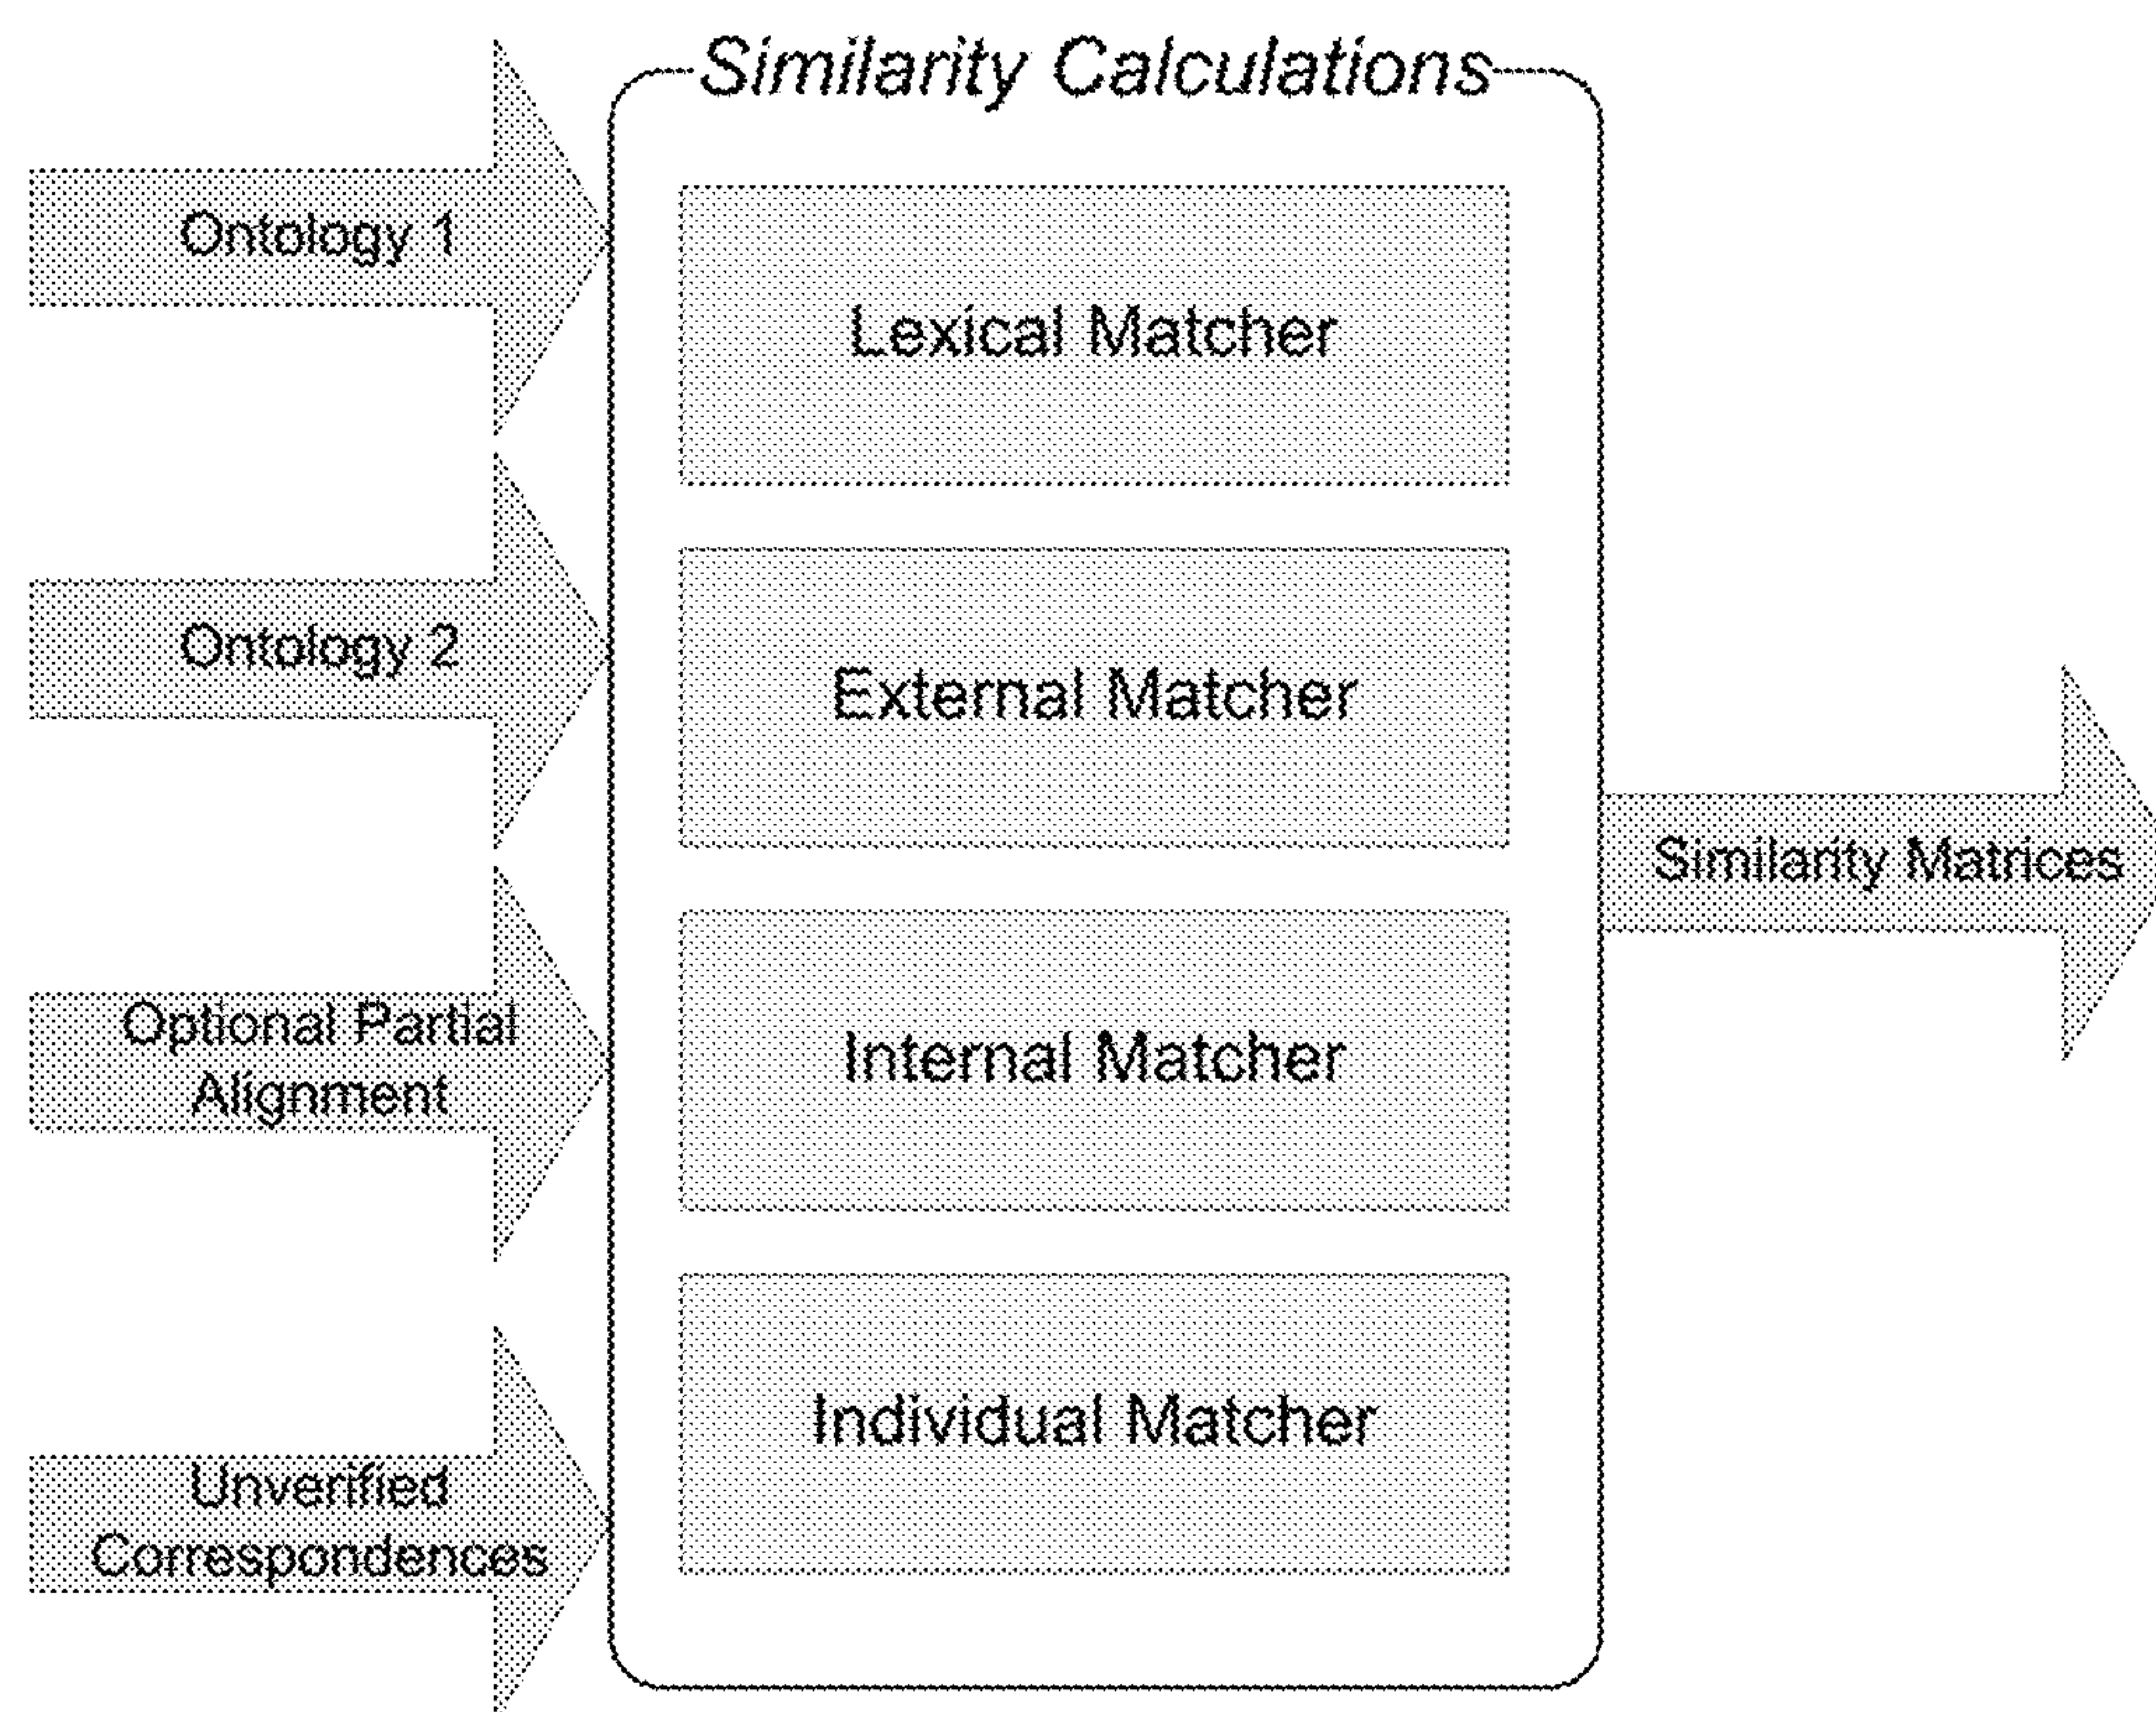 Similarity Calculations
Ontology 1
Ontology 2
Optional Partial
Alignment
Unverified
Correspondences
Lexical Matcher
External Matcher
Internal Matcher
Individual Matcher
Similarity Matrices